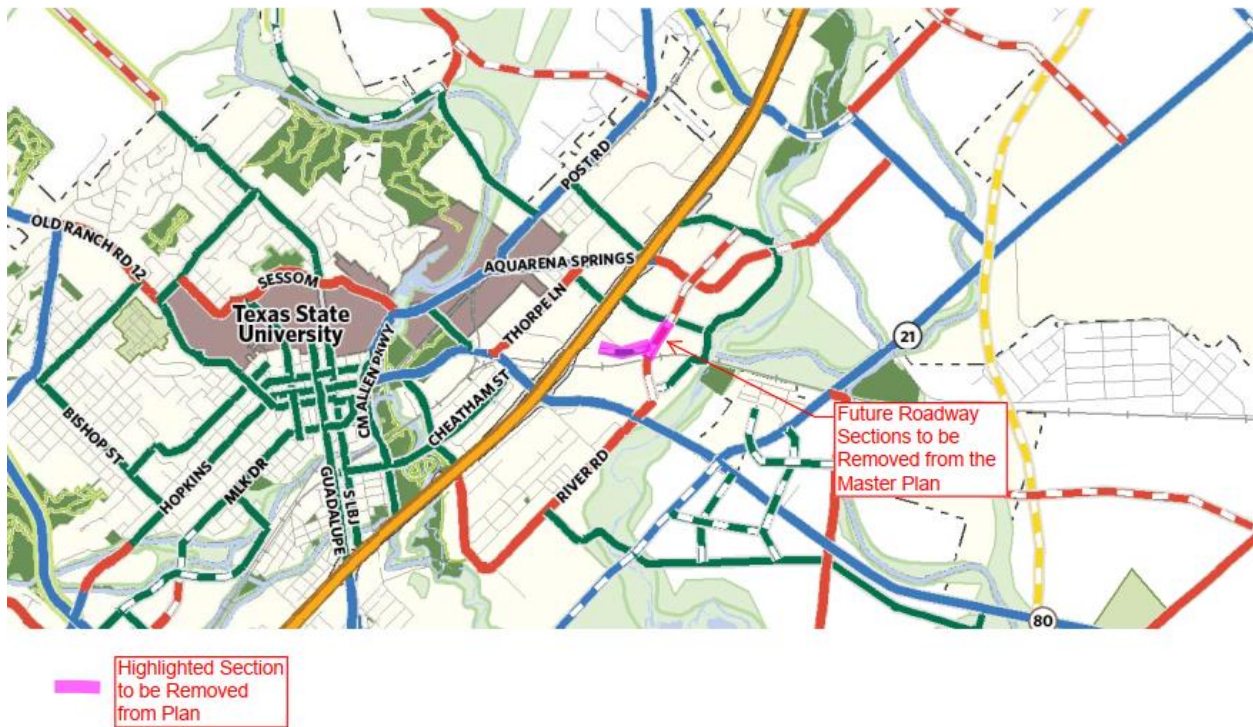 POST RD
OLD RANCH RD 12
AQUARENA SPRINGS
SESSOM
Texas State
University
THORPE LN
CM ALLEN PRWY
21
CHEATHAM ST
BISHOP ST
HOPKINS
MLK DR
GUADALUPE
S LBJ
RIVER RD
80
Future Roadway
Sections to be
Removed from the
Master Plan
Highlighted Section
to be Removed
from Plan